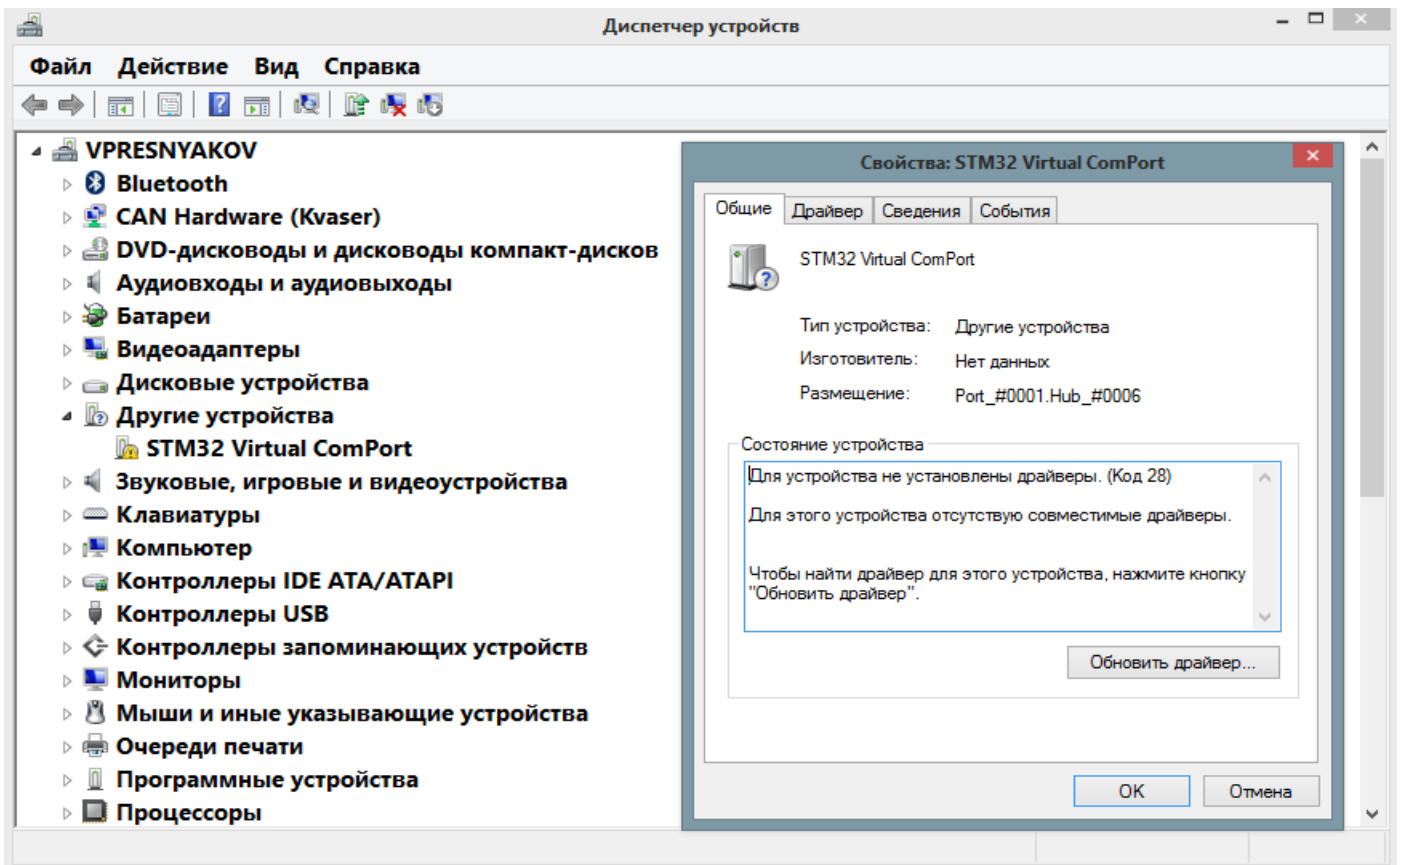 Диспетчер устройств
Файл Действие Вид Справка
VPRESNYAKOV
Bluetooth
CAN Hardware (Kvaser)
DVD-дисководы и дисководы компакт-дисков
Аудиовходы и аудиовыходы
Батареи
Видеоадаптеры
Дисковые устройства
Другие устройства
STM32 Virtual ComPort
Звуковые, игровые и видеоустройства
Клавиатуры
Компьютер
Контроллеры IDE ATA/ATAPI
Контроллеры USB
Контроллеры запоминающих устройств
Мониторы
Мыши и иные указывающие устройства
Очереди печати
Программные устройства
Процессоры
Свойства: STM32 Virtual ComPort
Общие Драйвер Сведения События
STM32 Virtual ComPort
Тип устройства: Другие устройства
Изготовитель: Нет данных
Размещение: Port_#0001.Hub_#0006
Состояние устройства
Для устройства не установлены драйверы. (Код 28)
Для этого устройства отсутствую совместимые драйверы.
Чтобы найти драйвер для этого устройства, нажмите кнопку
"Обновить драйвер".
Обновить драйвер...
OK Отмена